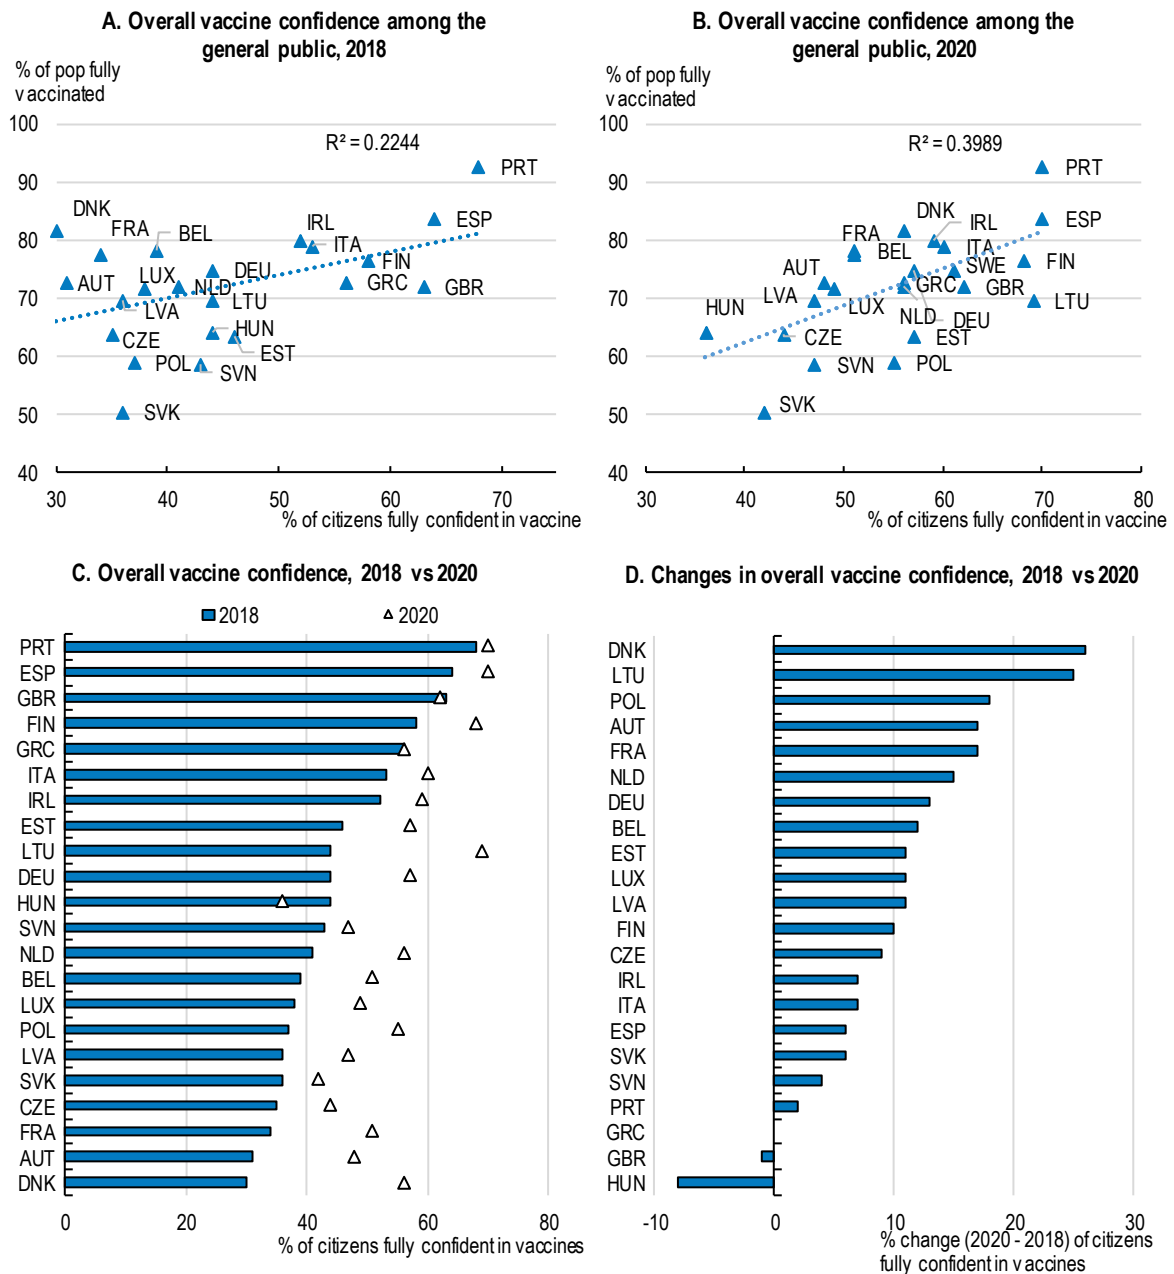 A. Overall vaccine confidence among the
general public, 2018
% of pop fully
vaccinated
100
90
80
70
60
50
40
R² = 0.2244
PRT
DNK
FRA
BEL
IRL
ITA
ESP
AUT
LUX
NLD
DEU
FIN
GRC
GBR
LVA
LTU
CZE
HUN
EST
POL
SVN
SVK
30
40
50
60
70
% of citizens fully confident in vaccine
B. Overall vaccine confidence among the
general public, 2020
% of pop fully
vaccinated
100
90
80
70
60
50
40
R² = 0.3989
PRT
DNK
IRL
ESP
FRA
BEL
ITA
AUT
SWE
FIN
HUN
LVA
LUX
GRC
GBR
LTU
NLD
DEU
CZE
EST
SVN
POL
SVK
30
40
50
60
70
80
% of citizens fully confident in vaccine
C. Overall vaccine confidence, 2018 vs 2020
2018
2020
PRT
ESP
GBR
FIN
GRC
ITA
IRL
EST
LTU
DEU
HUN
SVN
NLD
BEL
LUX
POL
LVA
SVK
CZE
FRA
AUT
DNK
0
20
40
60
80
% of citizens fully confident in vaccines
D. Changes in overall vaccine confidence, 2018 vs 2020
DNK
LTU
POL
AUT
FRA
NLD
DEU
BEL
EST
LUX
LVA
FIN
CZE
IRL
ITA
ESP
SVK
SVN
PRT
GRC
GBR
HUN
-10
0
10
20
30
% change (2020 - 2018) of citizens
fully confident in vaccines